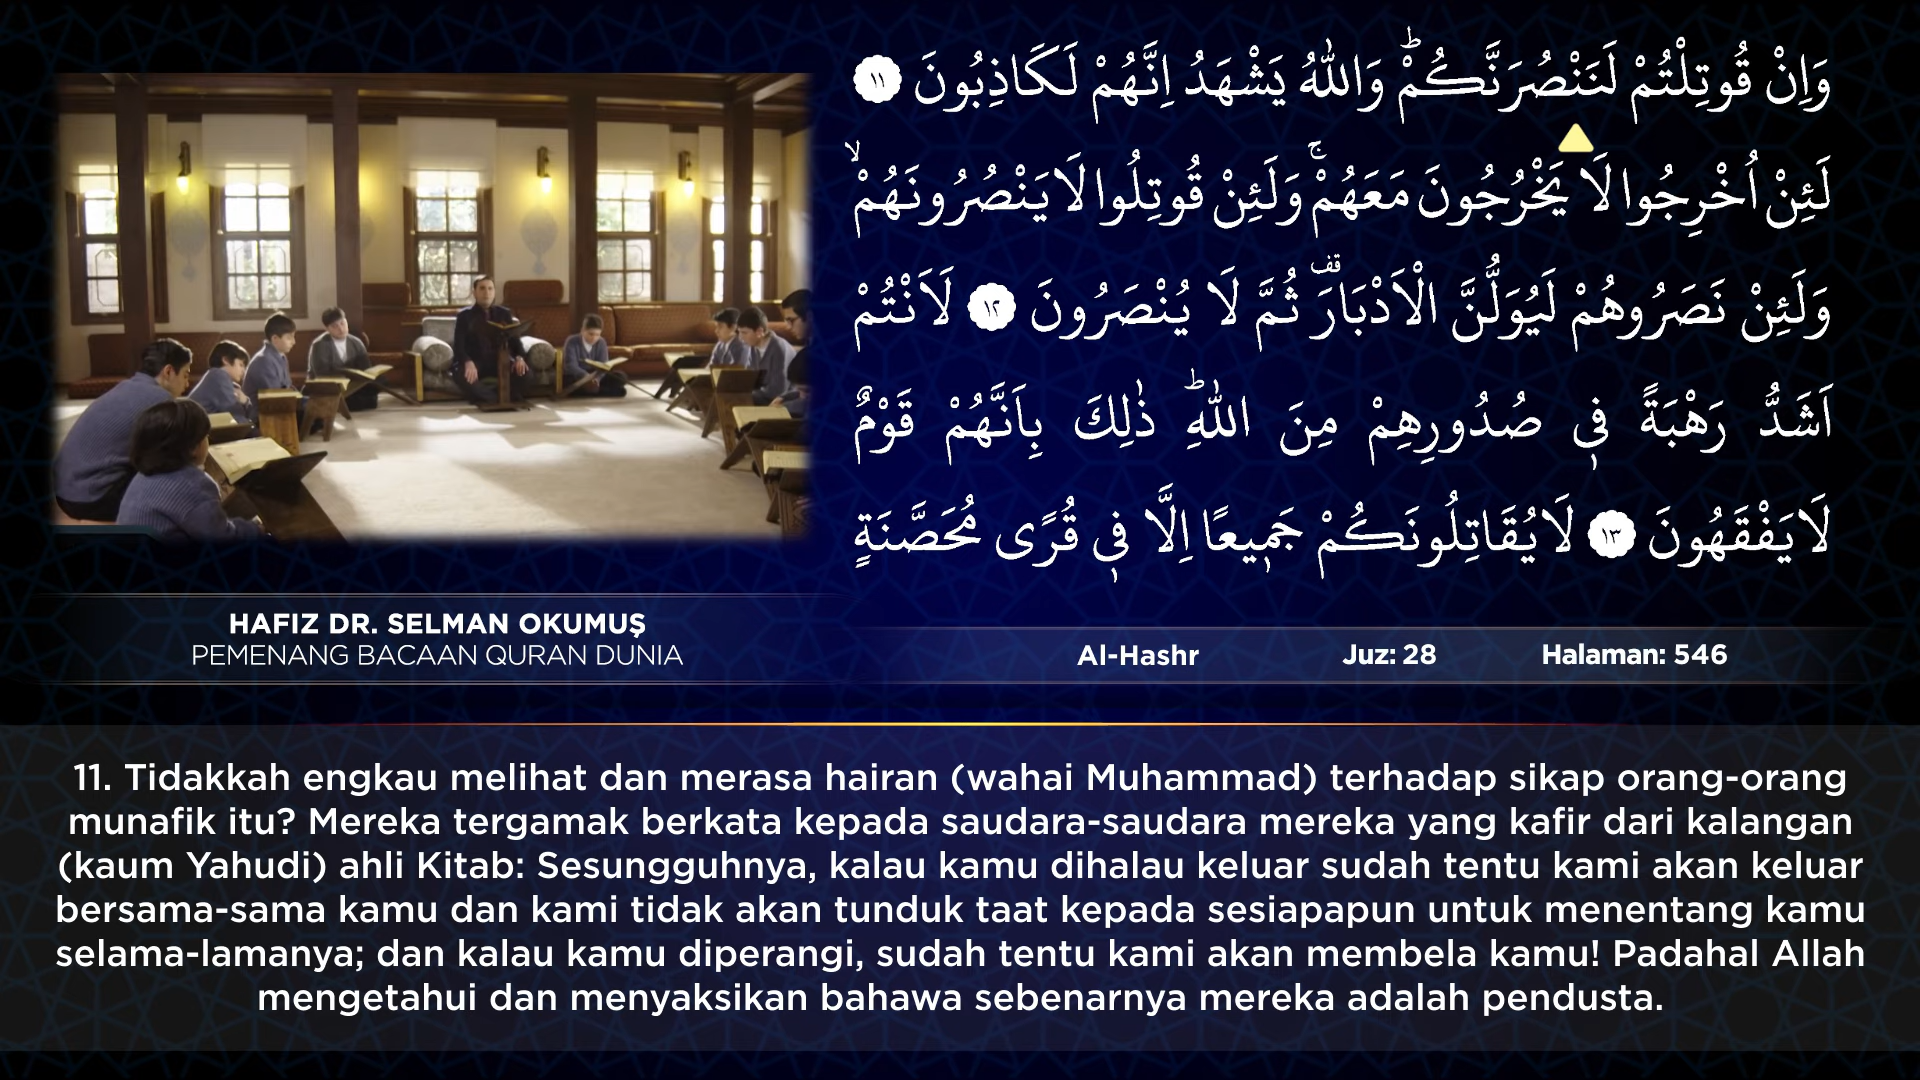 وَاِنْ قُوتِلْتُمْ لَنَنْصُرَنَّكُمْۜ وَاللّٰهُ يَشْهَدُ اِنَّهُمْ لَكَاذِبُونَ ١١
لَئِنْ اُخْرِجُوا لَا يَخْرُجُونَ مَعَهُمْۚ وَلَئِنْ قُوتِلُوا لَا يَنْصُرُونَهُمْۙ
وَلَئِنْ نَصَرُوهُمْ لَيُوَلُّنَّ الْاَدْبَارَ۠ ثُمَّ لَا يُنْصَرُونَ ١٢ لَاَنْتُمْ
اَشَدُّ رَهْبَةً فٖي صُدُورِهِمْ مِنَ اللّٰهِؕ ذٰلِكَ بِاَنَّهُمْ قَوْمٌ
لَا يَفْقَهُونَ ١٣ لَا يُقَاتِلُونَكُمْ جَمٖيعًا اِلَّا فٖي قُرًى مُحَصَّنَةٍ
HAFIZ DR. SELMAN OKUMUŞ
PEMENANG BACAAN QURAN DUNIA
Al-Hashr Juz: 28 Halaman: 546
11. Tidakkah engkau melihat dan merasa hairan (wahai Muhammad) terhadap sikap orang-orang
munafik itu? Mereka tergamak berkata kepada saudara-saudara mereka yang kafir dari kalangan
(kaum Yahudi) ahli Kitab: Sesungguhnya, kalau kamu dihalau keluar sudah tentu kami akan keluar
bersama-sama kamu dan kami tidak akan tunduk taat kepada sesiapapun untuk menentang kamu
selama-lamanya; dan kalau kamu diperangi, sudah tentu kami akan membela kamu! Padahal Allah
mengetahui dan menyaksikan bahawa sebenarnya mereka adalah pendusta.